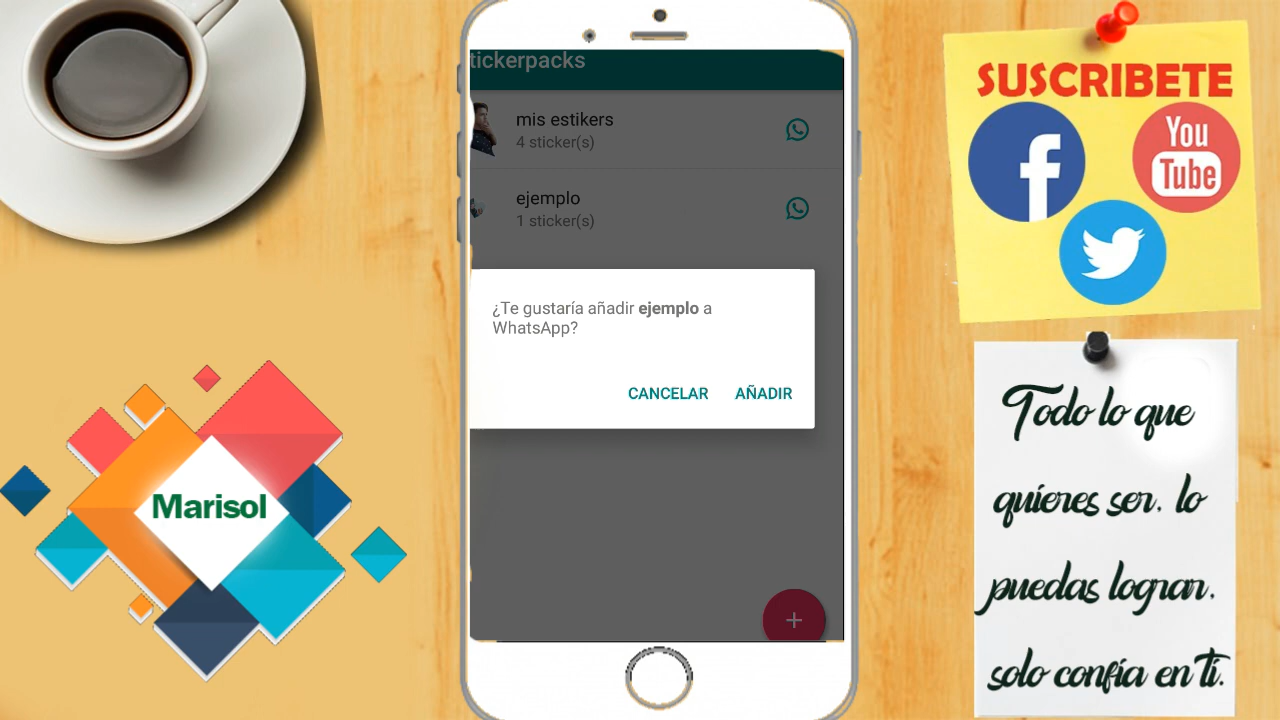 tickerpacks
mis estikers
4 sticker(s)
ejemplo
1 sticker(s)
¿Te gustaría añadir ejemplo a
WhatsApp?
CANCELAR AÑADIR
Marisol
SUSCRIBETE
f
You
Tube
Todo lo que
quieres ser, lo
puedas lograr,
solo confía en ti.